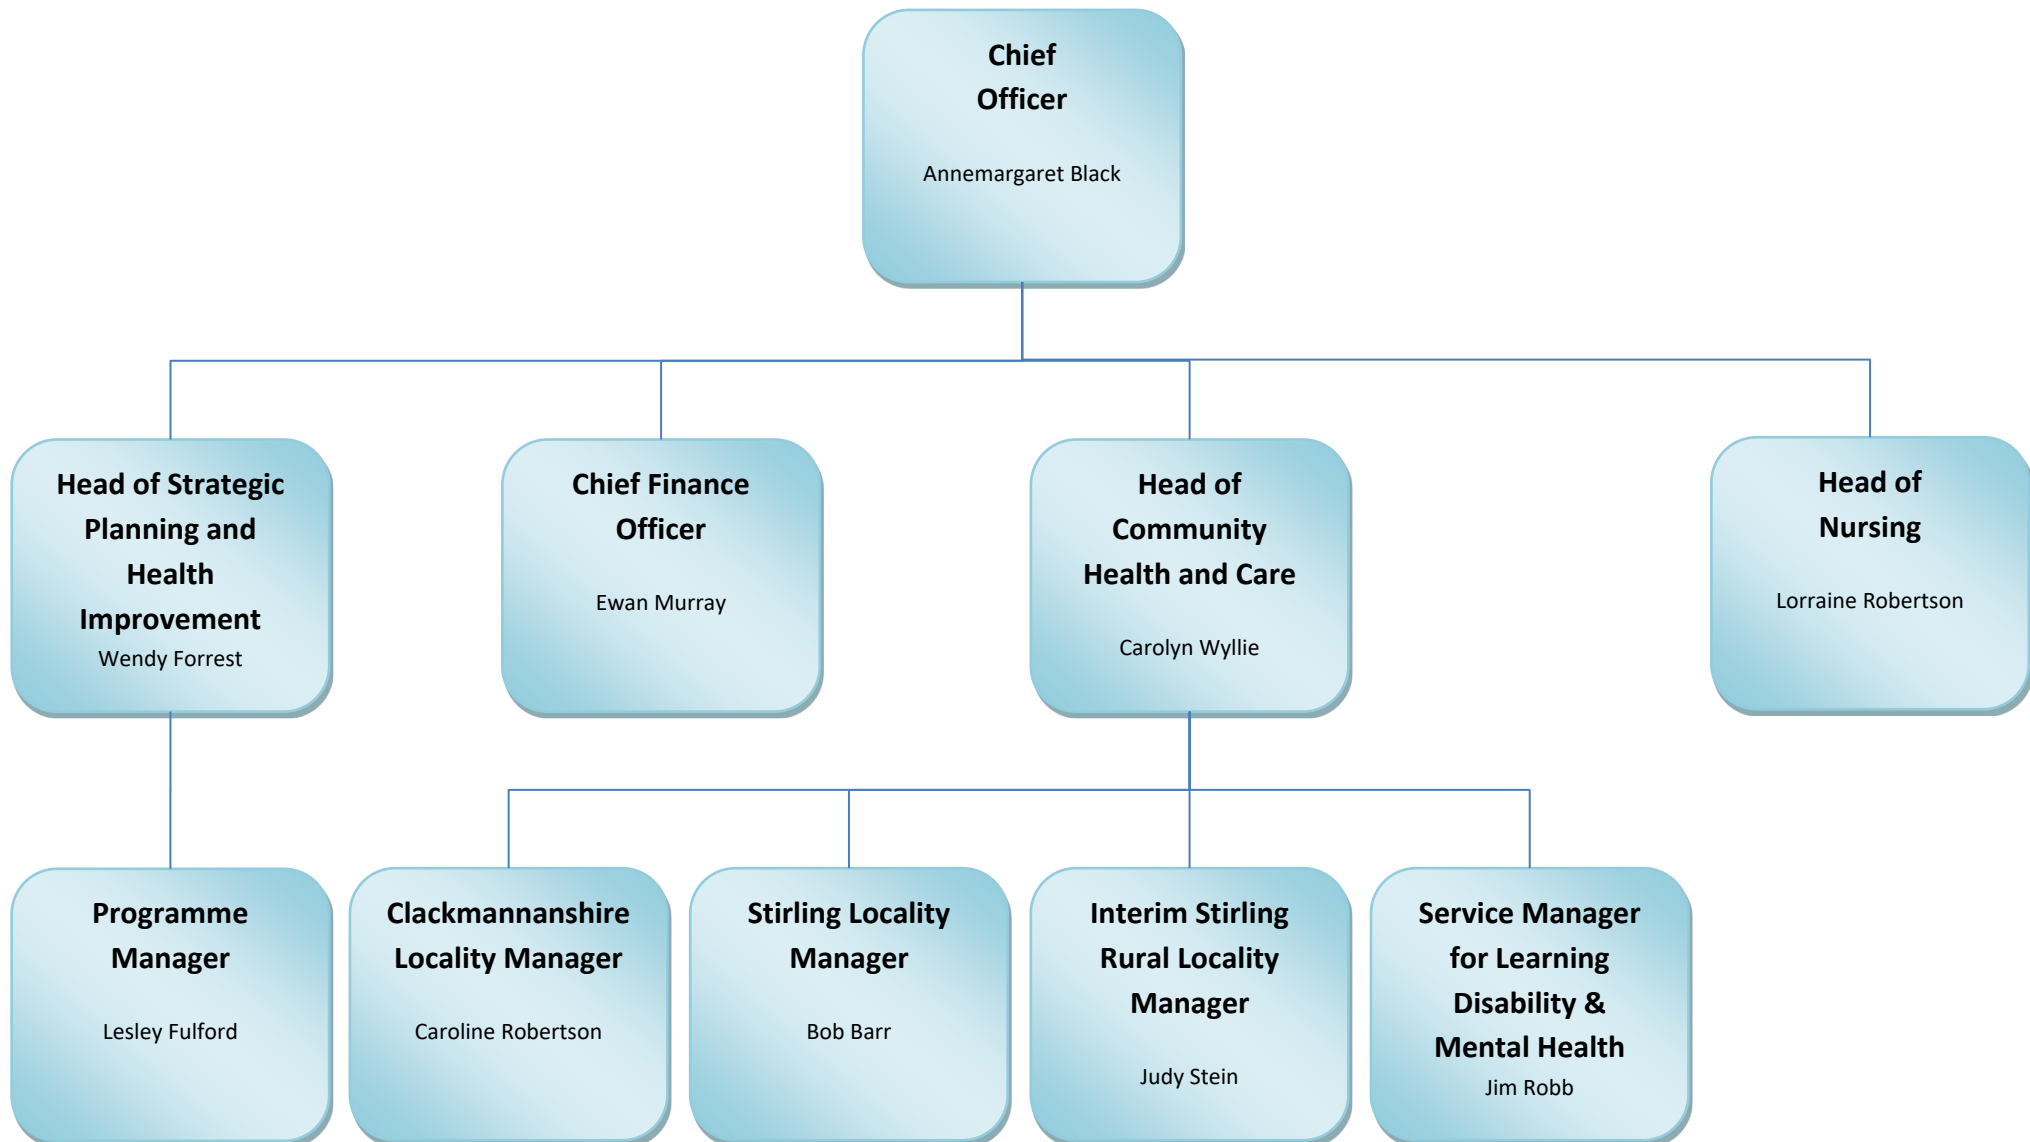 Chief
Officer
Annemargaret Black
Head of Strategic
Planning and
Health
Improvement
Wendy Forrest
Chief Finance
Officer
Ewan Murray
Head of
Community
Health and Care
Carolyn Wyllie
Head of
Nursing
Lorraine Robertson
Programme
Manager
Lesley Fulford
Clackmannanshire
Locality Manager
Caroline Robertson
Stirling Locality
Manager
Bob Barr
Interim Stirling
Rural Locality
Manager
Judy Stein
Service Manager
for Learning
Disability &
Mental Health
Jim Robb